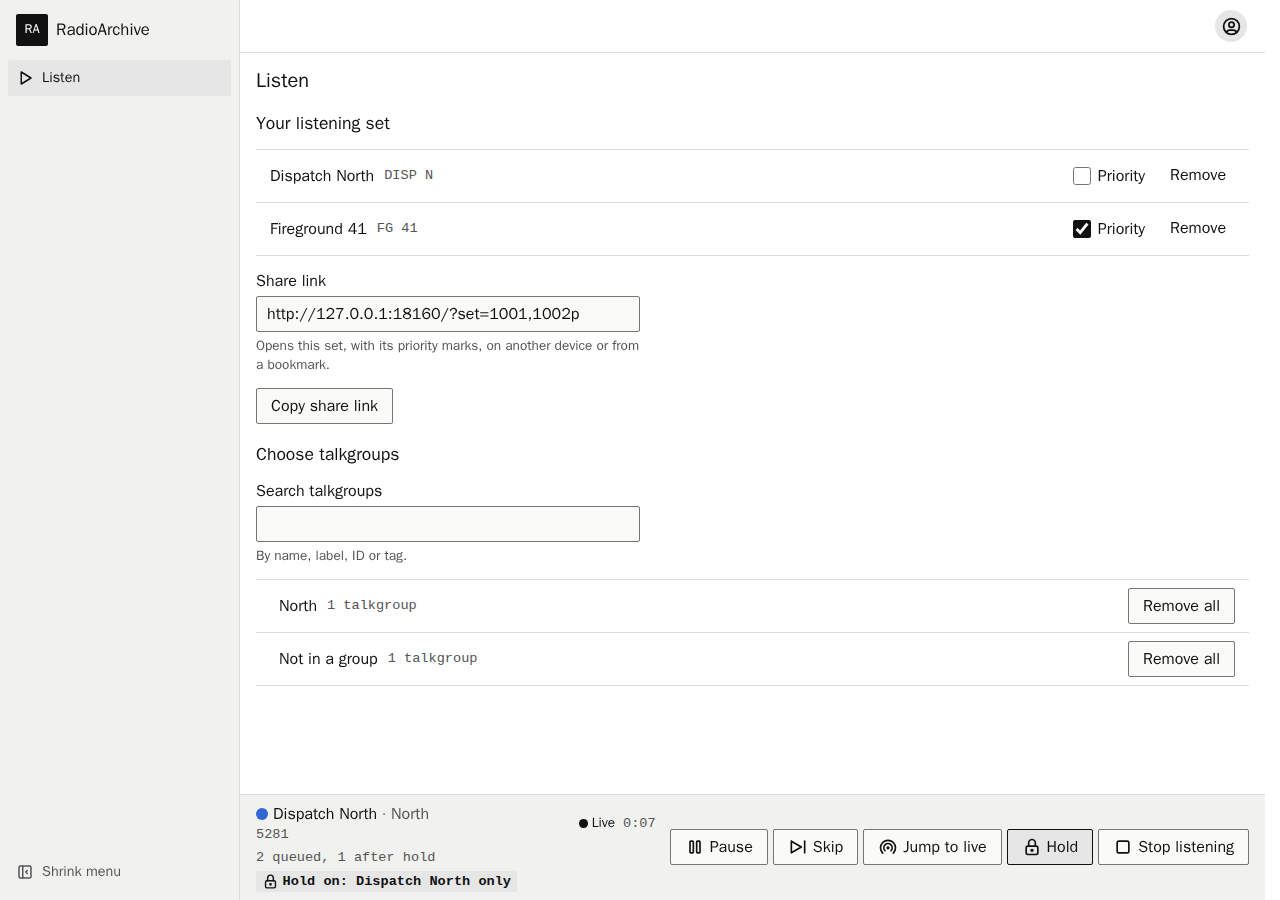 RA RadioArchive
Listen
Listen
Your listening set
Dispatch North DISP N Priority Remove
Fireground 41 FG 41 Priority Remove
Share link
http://127.0.0.1:18160/?set=1001,1002p
Opens this set, with its priority marks, on another device or from
a bookmark.
Copy share link
Choose talkgroups
Search talkgroups
By name, label, ID or tag.
North 1 talkgroup Remove all
Not in a group 1 talkgroup Remove all
Dispatch North · North
5281
2 queued, 1 after hold
Hold on: Dispatch North only
Live 0:07
Pause Skip Jump to live Hold Stop listening
Shrink menu